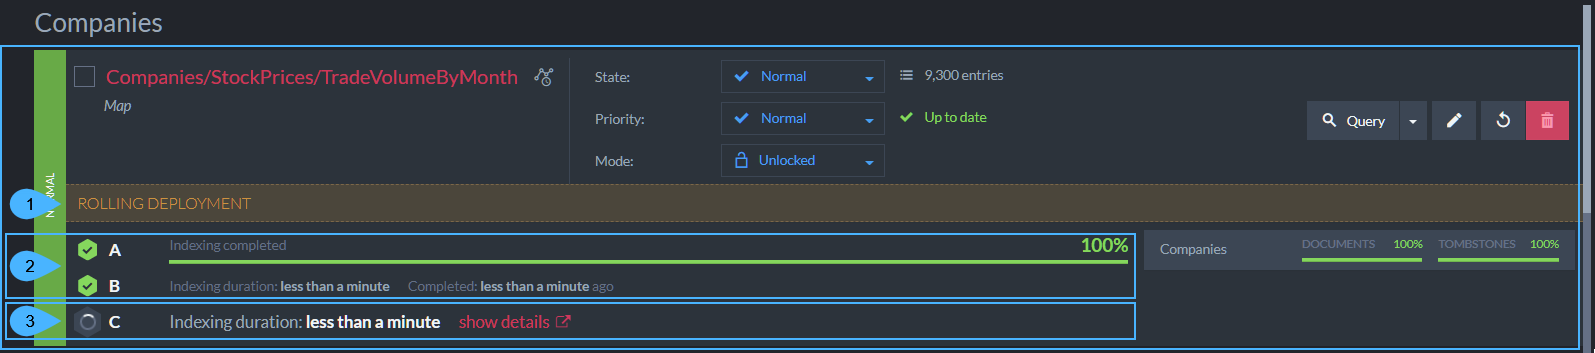 Companies
Companies/StockPrices/TradeVolumeByMonth
Map
State: Normal 9,300 entries
Priority: Normal Up to date
Mode: Unlocked
Query
NORMAL
1 ROLLING DEPLOYMENT
2
A Indexing completed 100%
B Indexing duration: less than a minute Completed: less than a minute ago
3 C Indexing duration: less than a minute show details
Companies DOCUMENTS 100% TOMBSTONES 100%